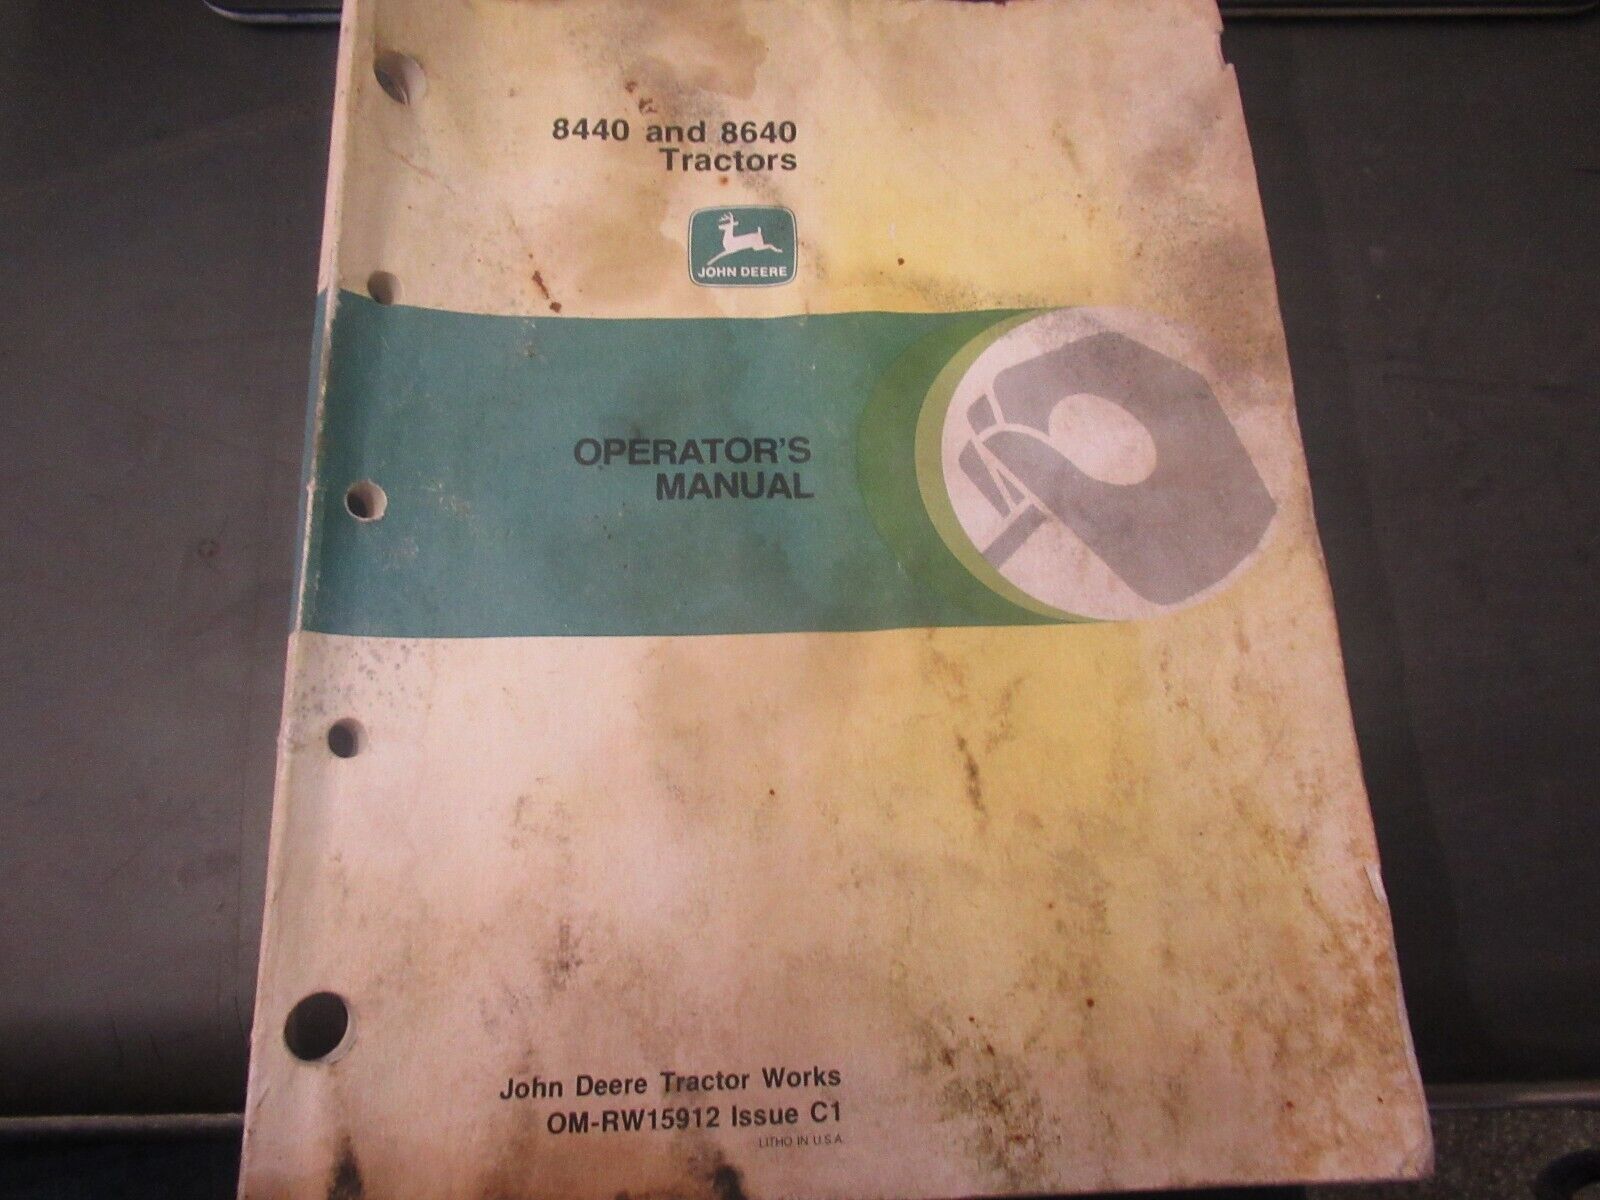 8440 and 8640
Tractors
JOHN DEERE
OPERATOR'S
MANUAL
John Deere Tractor Works
OM-RW15912 Issue C1
LITHO IN U.S.A.